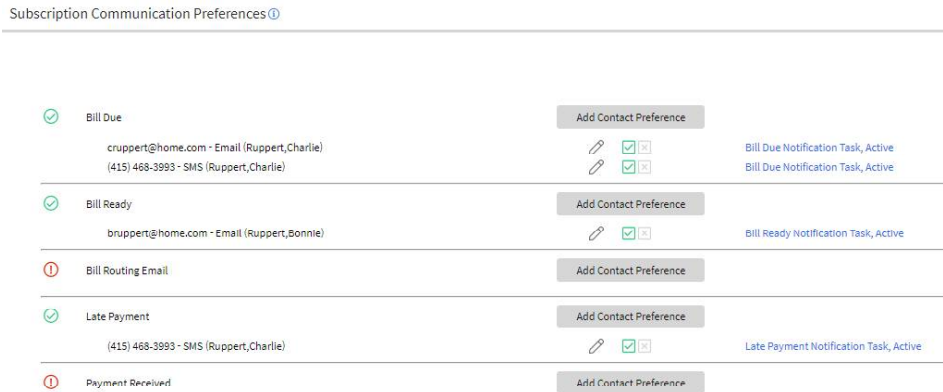 Subscription Communication Preferences
Bill Due Add Contact Preference
cruppert@home.com - Email (Ruppert,Charlie) Bill Due Notification Task, Active
(415) 468-3993 - SMS (Ruppert,Charlie) Bill Due Notification Task, Active
Bill Ready Add Contact Preference
bruppert@home.com - Email (Ruppert,Bonnie) Bill Ready Notification Task, Active
Bill Routing Email Add Contact Preference
Late Payment Add Contact Preference
(415) 468-3993 - SMS (Ruppert,Charlie) Late Payment Notification Task, Active
Payment Received Add Contact Preference